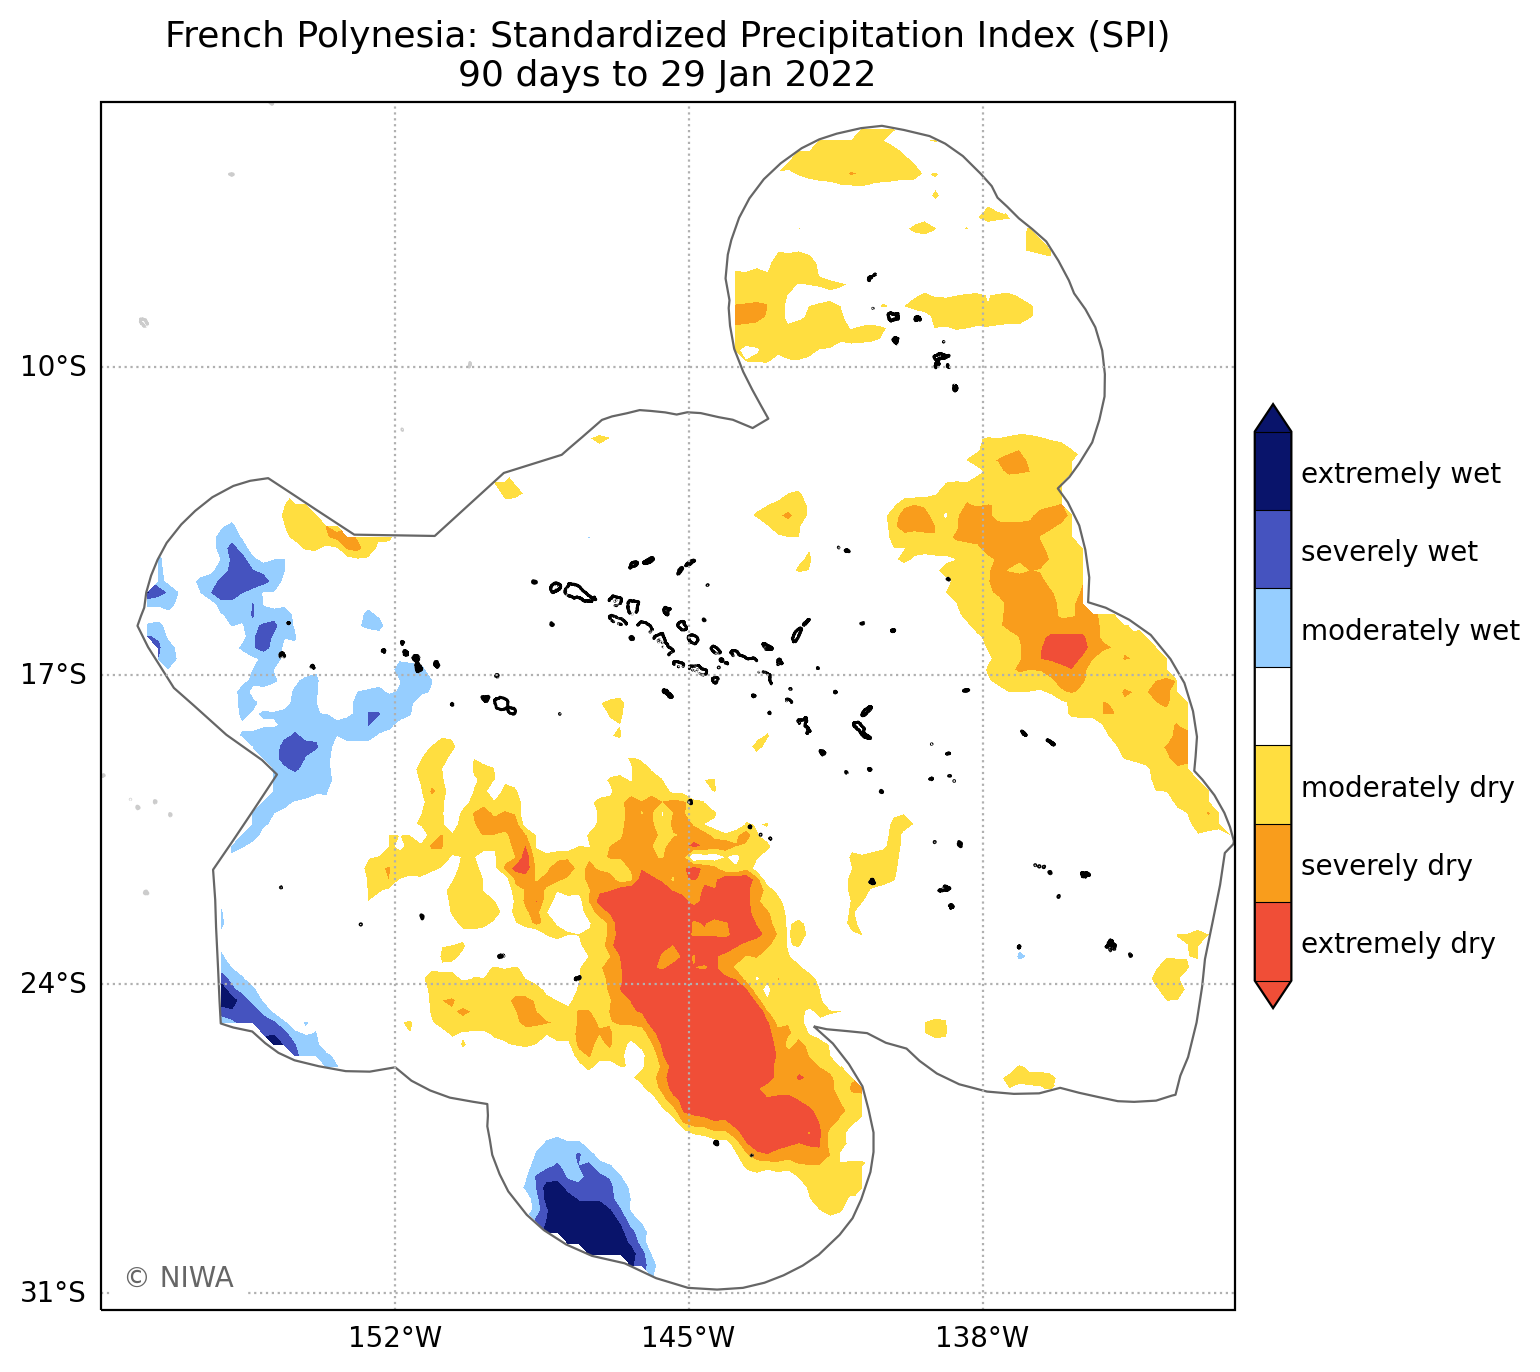 French Polynesia: Standardized Precipitation Index (SPI)
90 days to 29 Jan 2022
10°S
17°S
24°S
31°S
152°W
145°W
138°W
© NIWA
extremely wet
severely wet
moderately wet
moderately dry
severely dry
extremely dry